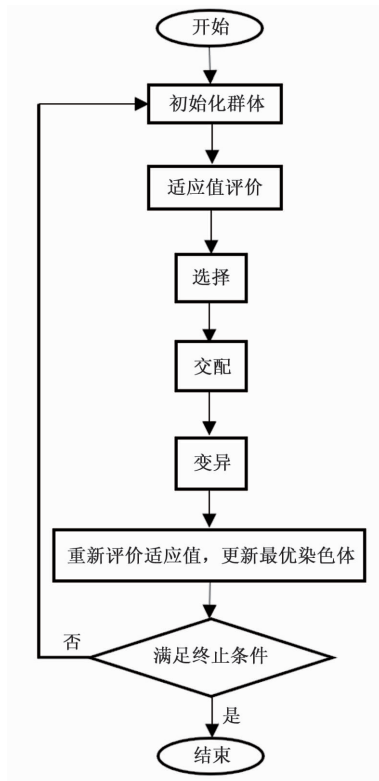 开始
初始化群体
适应值评价
选择
交配
变异
重新评价适应值，更新最优染色体
否
满足终止条件
是
结束